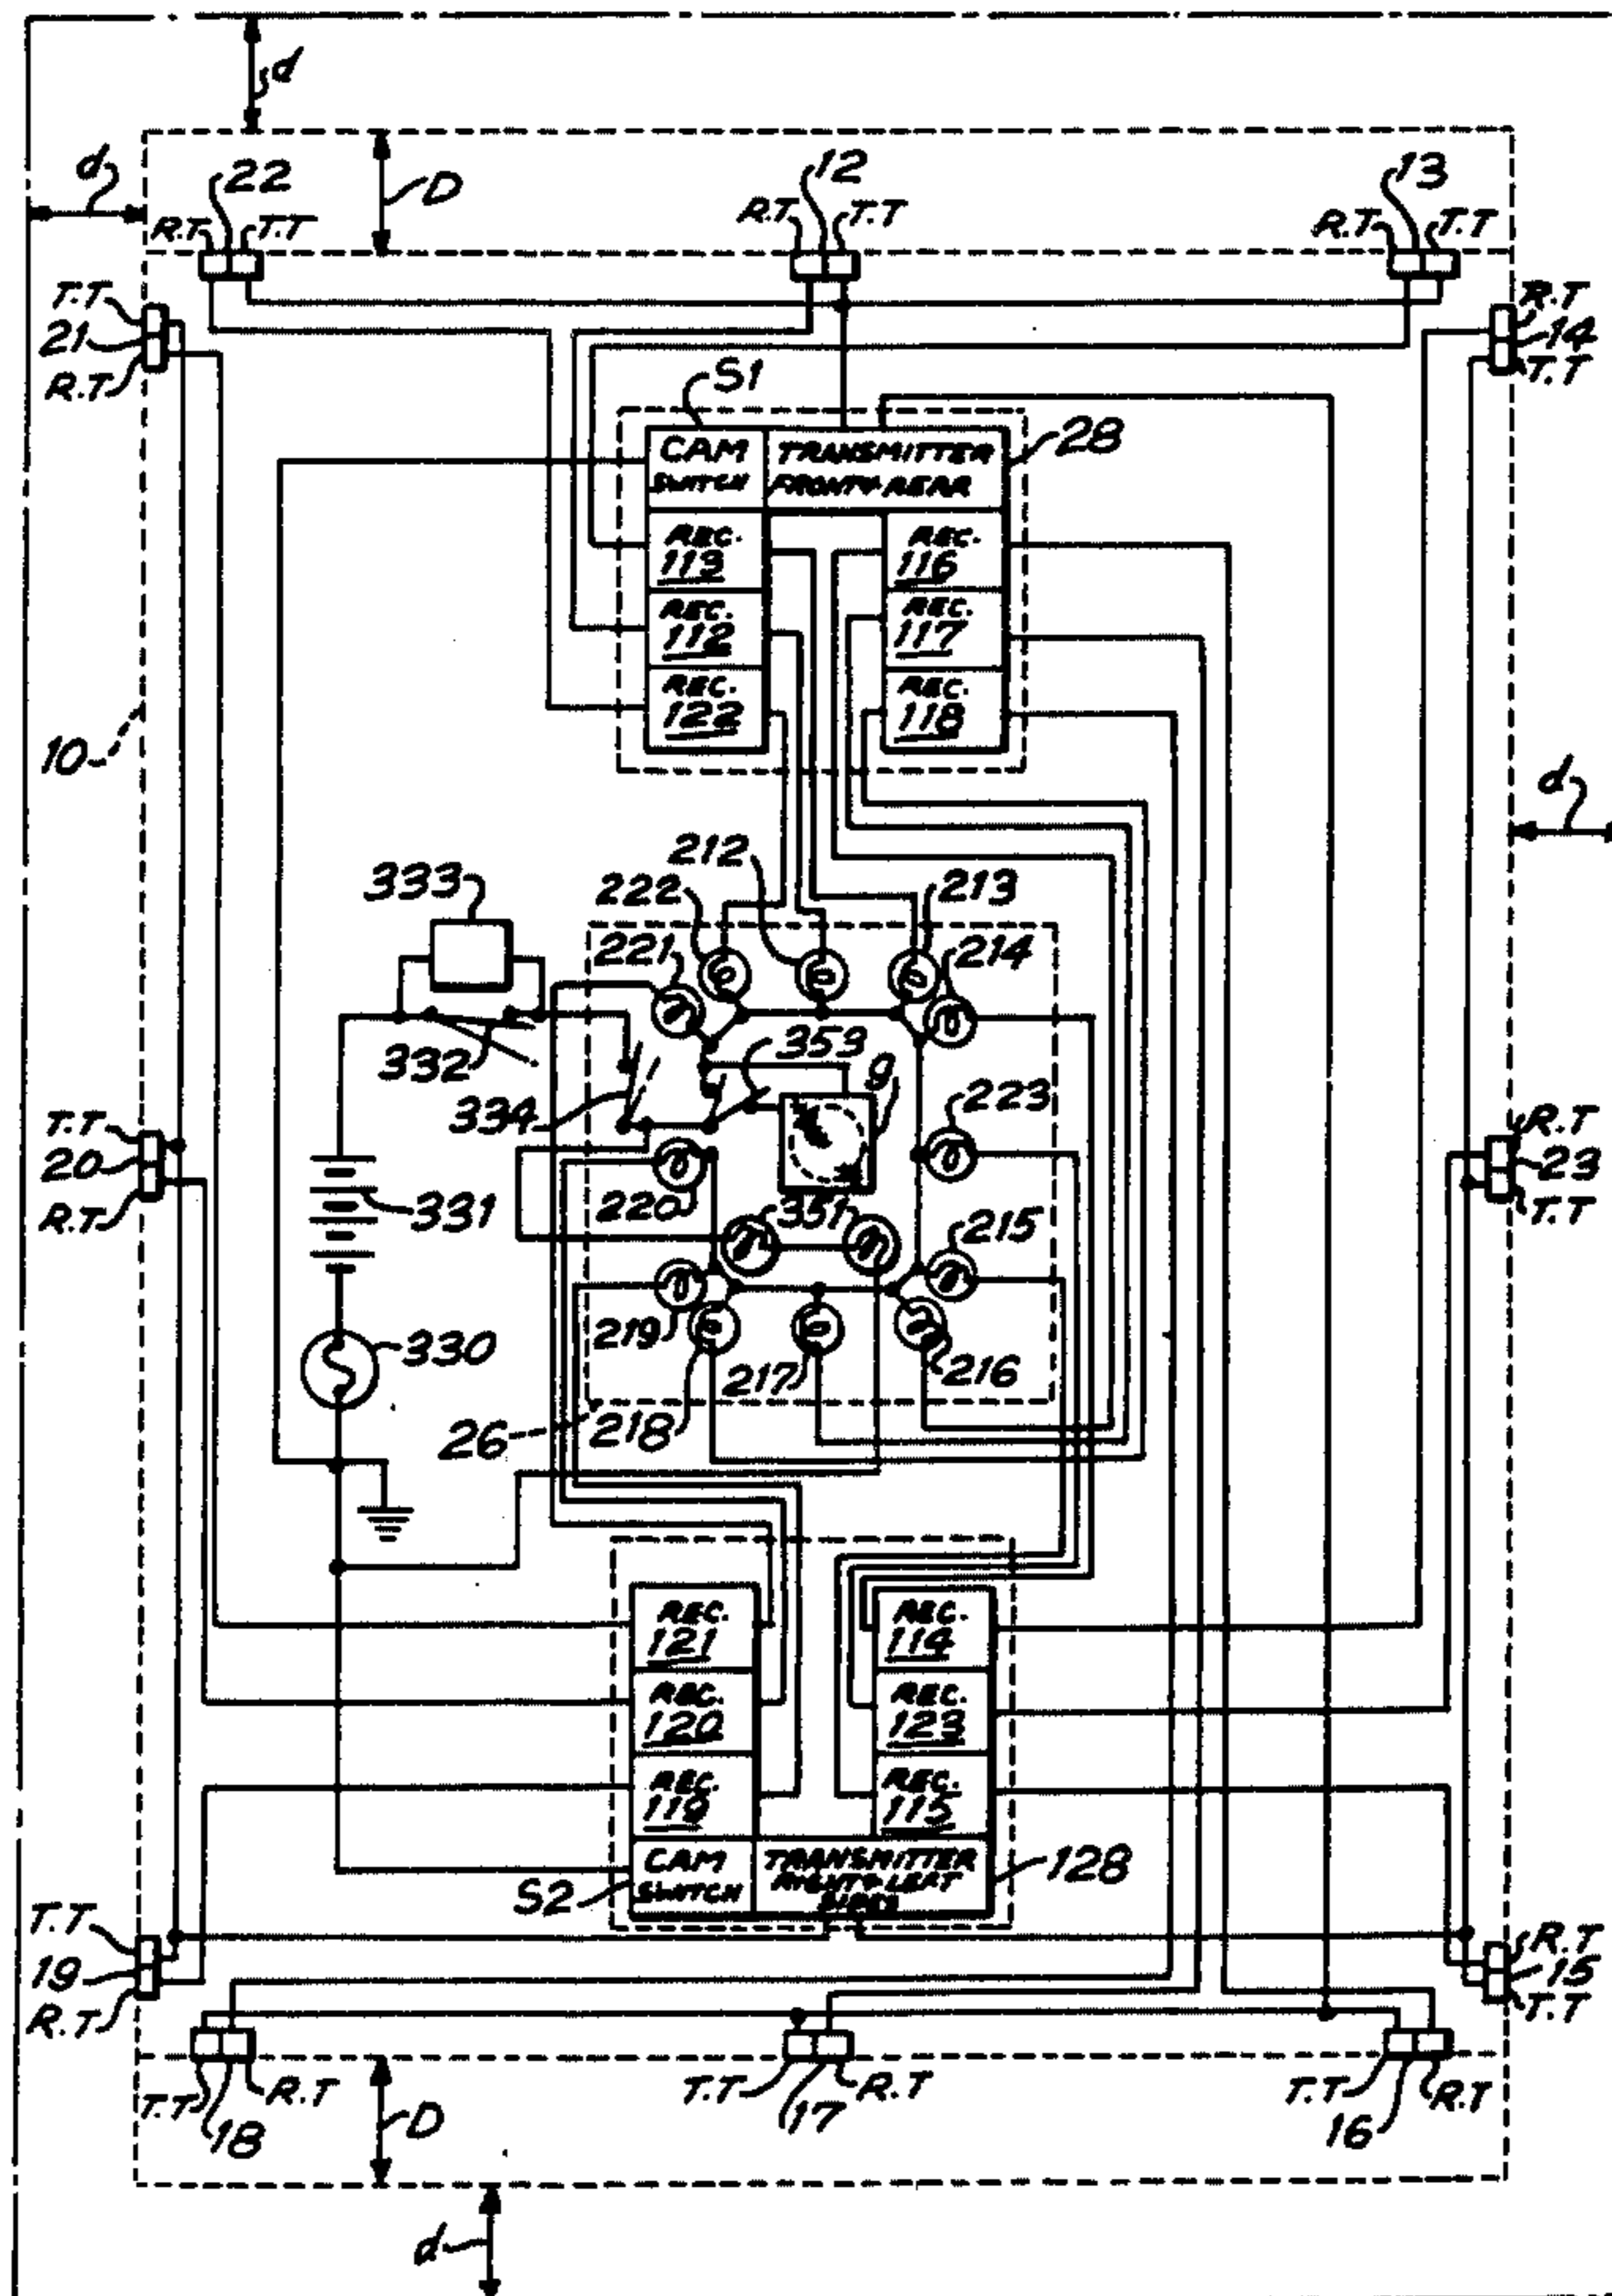 d
d
22
D
12
13
R.T
T.T
R.T
T.T
R.T
T.T
T.T
21
R.T
R.T
14
T.T
S1
28
CAM
SWITCH
TRANSMITTER
FRONT & REAR
REC.
113
REC.
116
REC.
112
REC.
117
REC.
122
REC.
118
10
d
212
333
222
213
221
214
332
353
9
334
223
T.T
20
R.T
R.T
23
T.T
331
220
351
215
330
219
217
216
26
218
REC.
121
REC.
114
REC.
120
REC.
123
REC.
119
REC.
115
CAM
SWITCH
TRANSMITTER
RIGHT & LEFT
SIDES
128
S2
T.T
19
R.T
R.T
15
T.T
T.T
18
R.T
D
T.T
17
R.T
T.T
16
R.T
d